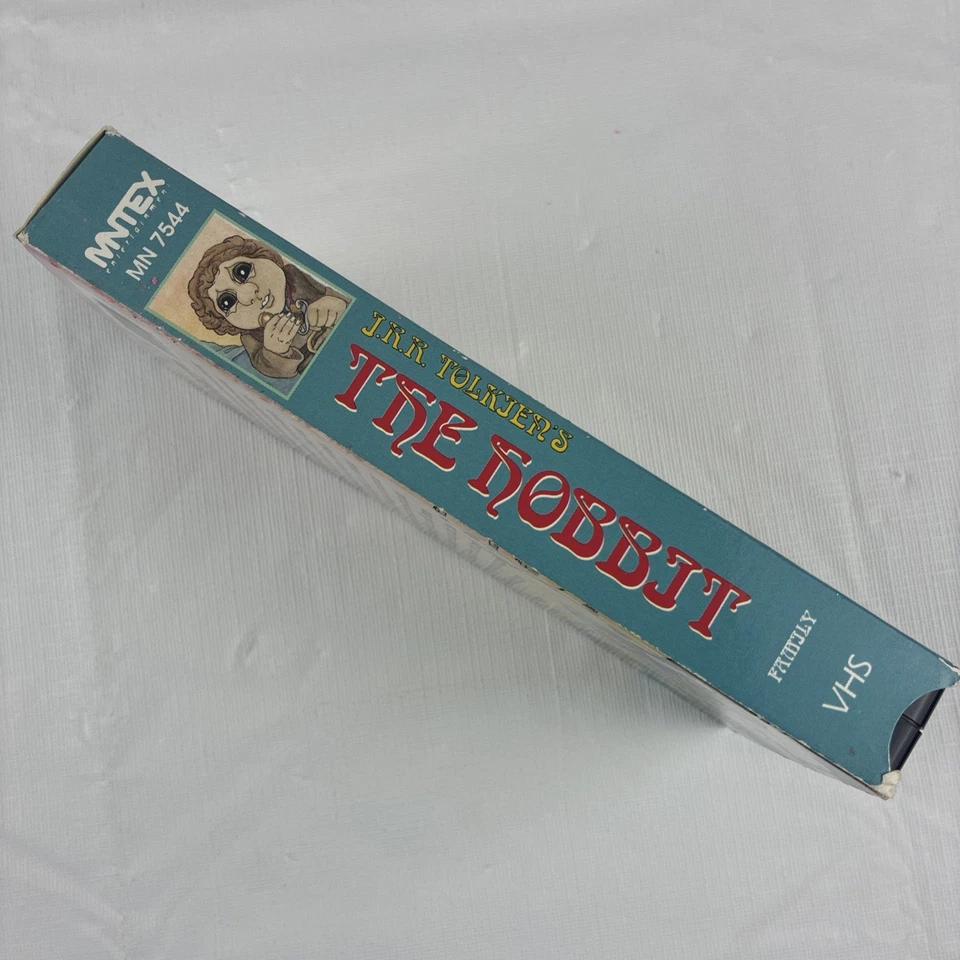 MNTEX
entertainment
MN 7544
J.R.R. TOLKIEN'S
THE HOBBIT
FAMILY
VHS